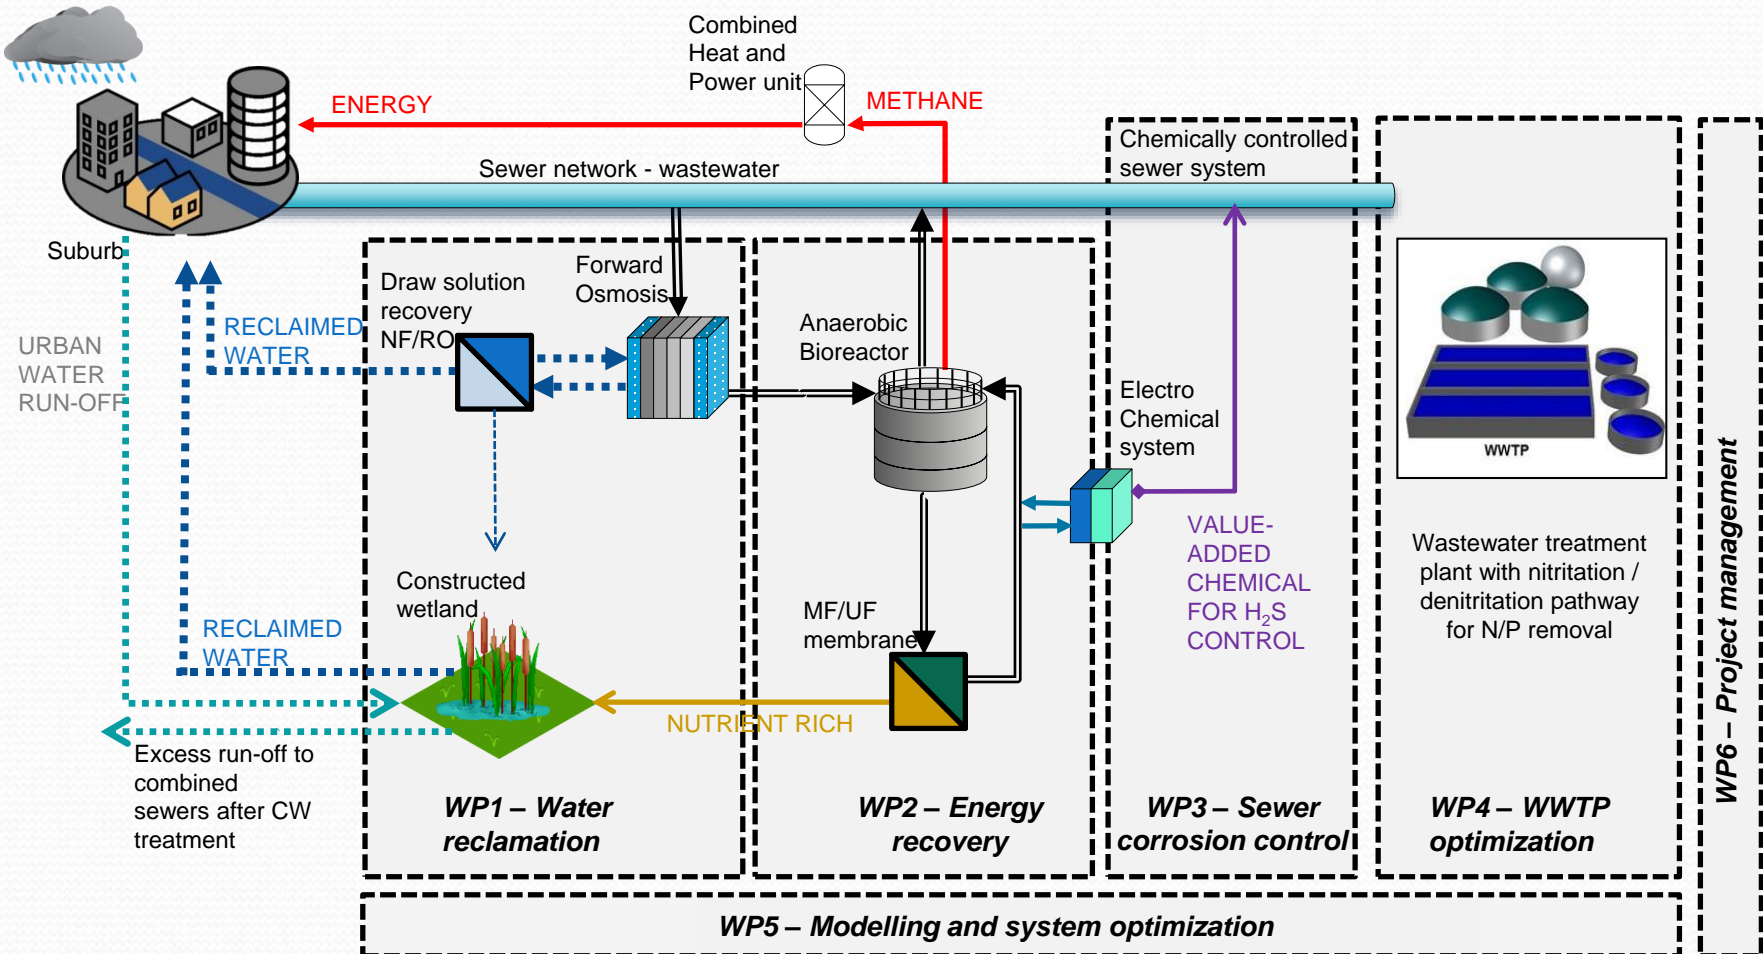 Combined
Heat and
Power unit
ENERGY
METHANE
Sewer network - wastewater
Chemically controlled
sewer system
Suburb
URBAN
WATER
RUN-OFF
RECLAIMED
WATER
Draw solution
recovery
NF/RO
Forward
Osmosis
Anaerobic
Bioreactor
Electro
Chemical
system
VALUE-
ADDED
CHEMICAL
FOR H₂S
CONTROL
WWTP
Wastewater treatment
plant with nitritation /
denitritation pathway
for N/P removal
Constructed
wetland
MF/UF
membrane
RECLAIMED
WATER
NUTRIENT RICH
Excess run-off to
combined
sewers after CW
treatment
WP1 – Water
reclamation
WP2 – Energy
recovery
WP3 – Sewer
corrosion control
WP4 – WWTP
optimization
WP5 – Modelling and system optimization
WP6 – Project management